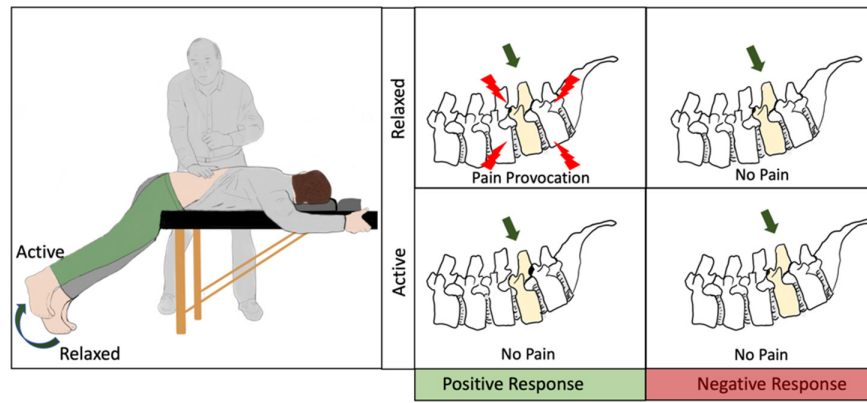 Active
Relaxed
Relaxed
Pain Provocation
No Pain
Active
No Pain
No Pain
Positive Response
Negative Response